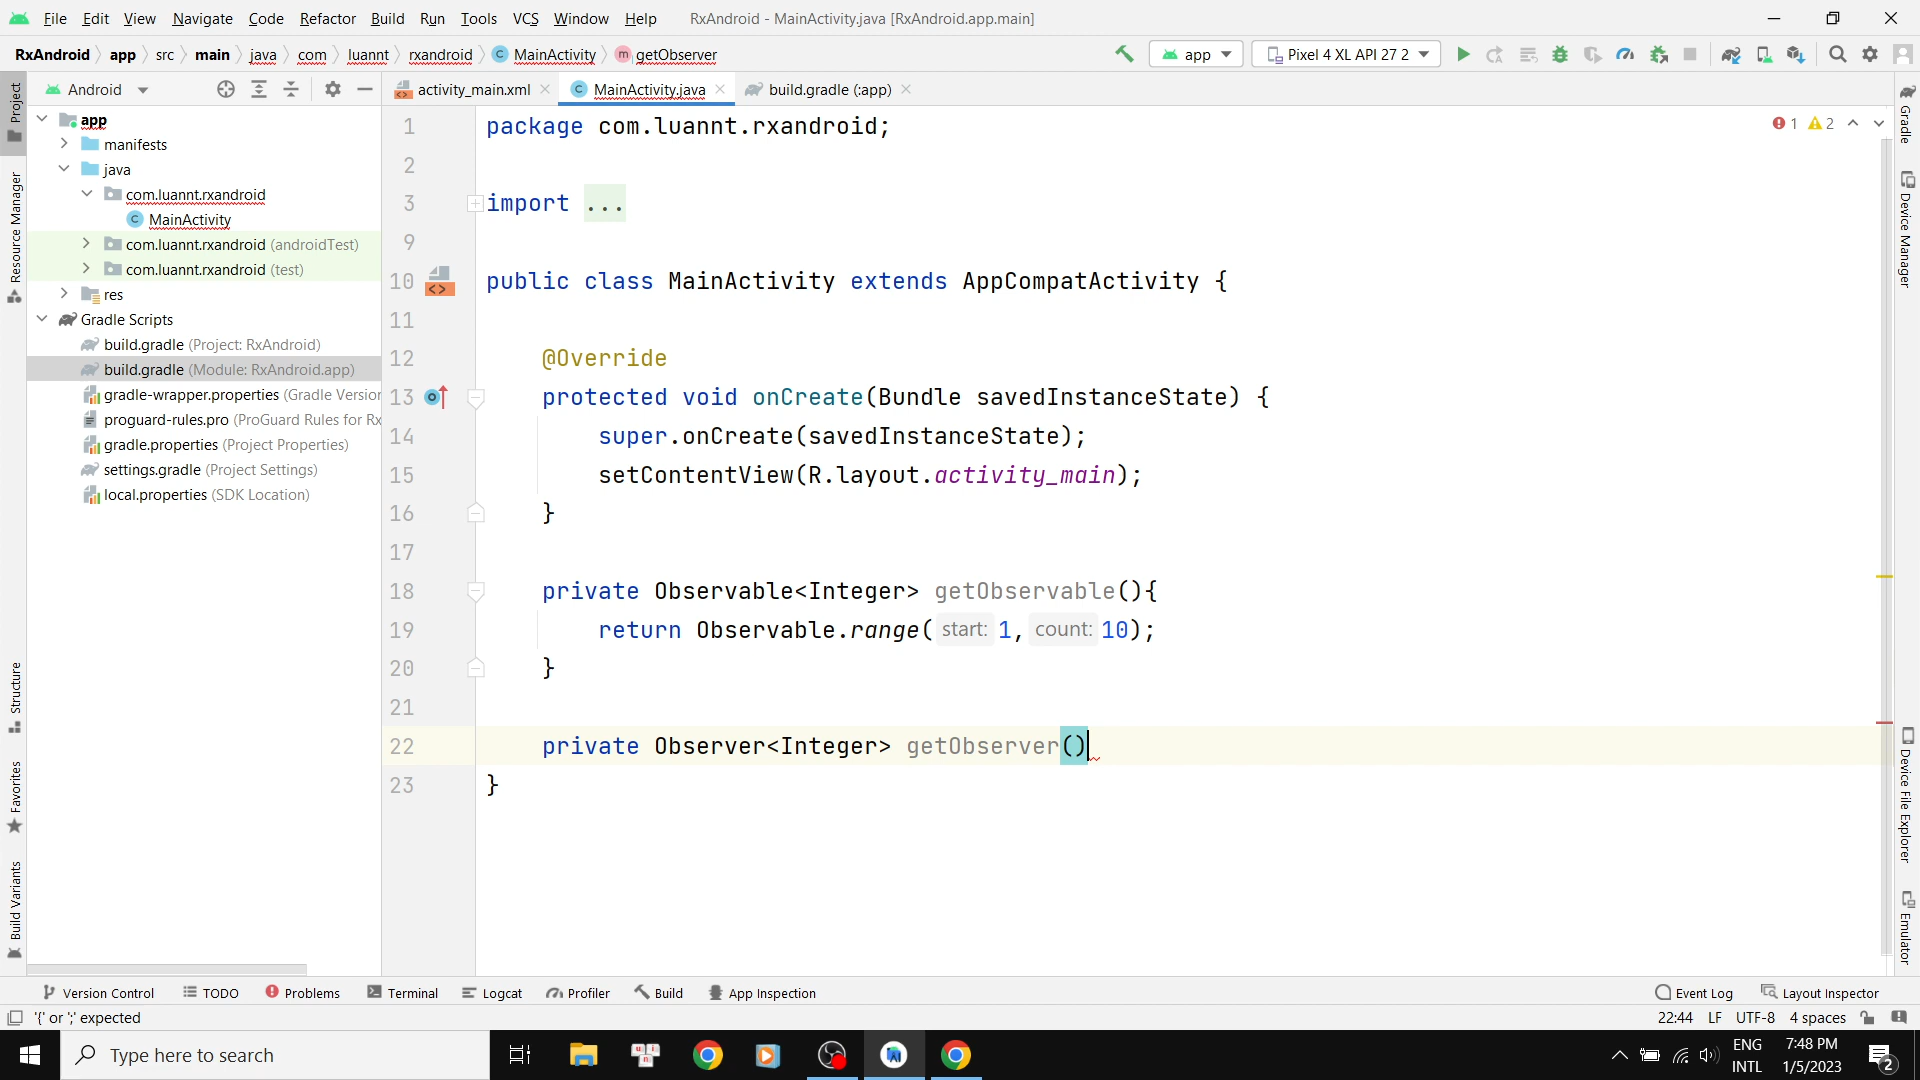 File Edit View Navigate Code Refactor Build Run Tools VCS Window Help RxAndroid - MainActivity.java [RxAndroid.app.main]
RxAndroid app src main java com luannt rxandroid MainActivity getObserver app Pixel 4 XL API 27 2
Android activity_main.xml MainActivity.java build.gradle (:app)
Project
Resource Manager
Structure
Favorites
Build Variants
app
manifests
java
com.luannt.rxandroid
MainActivity
com.luannt.rxandroid (androidTest)
com.luannt.rxandroid (test)
res
Gradle Scripts
build.gradle (Project: RxAndroid)
build.gradle (Module: RxAndroid.app)
gradle-wrapper.properties (Gradle Version
proguard-rules.pro (ProGuard Rules for Rx
gradle.properties (Project Properties)
settings.gradle (Project Settings)
local.properties (SDK Location)
1 package com.luannt.rxandroid;
2
3 import ...
9
10 public class MainActivity extends AppCompatActivity {
11
12 @Override
13 protected void onCreate(Bundle savedInstanceState) {
14 super.onCreate(savedInstanceState);
15 setContentView(R.layout.activity_main);
16 }
17
18 private Observable<Integer> getObservable(){
19 return Observable.range( start: 1, count: 10);
20 }
21
22 private Observer<Integer> getObserver()
23 }
1 2
Gradle
Device Manager
Device File Explorer
Emulator
Version Control TODO Problems Terminal Logcat Profiler Build App Inspection Event Log Layout Inspector
'{' or ';' expected 22:44 LF UTF-8 4 spaces
Type here to search ENG 7:48 PM
INTL 1/5/2023 2